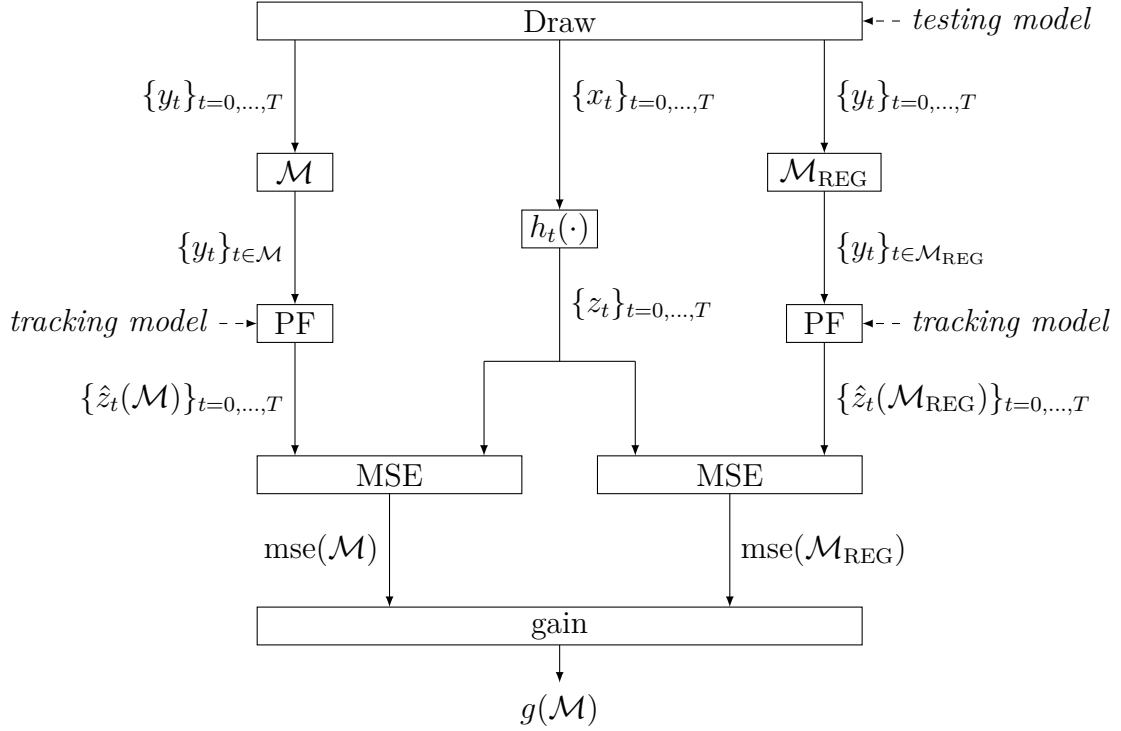 Draw
testing model
{y_t}_{t=0,...,T}
{x_t}_{t=0,...,T}
{y_t}_{t=0,...,T}
ℳ
ℳ_REG
h_t(·)
{y_t}_{t∈ℳ}
{y_t}_{t∈ℳ_REG}
{z_t}_{t=0,...,T}
tracking model
PF
PF
tracking model
{ẑ_t(ℳ)}_{t=0,...,T}
{ẑ_t(ℳ_REG)}_{t=0,...,T}
MSE
MSE
mse(ℳ)
mse(ℳ_REG)
gain
g(ℳ)